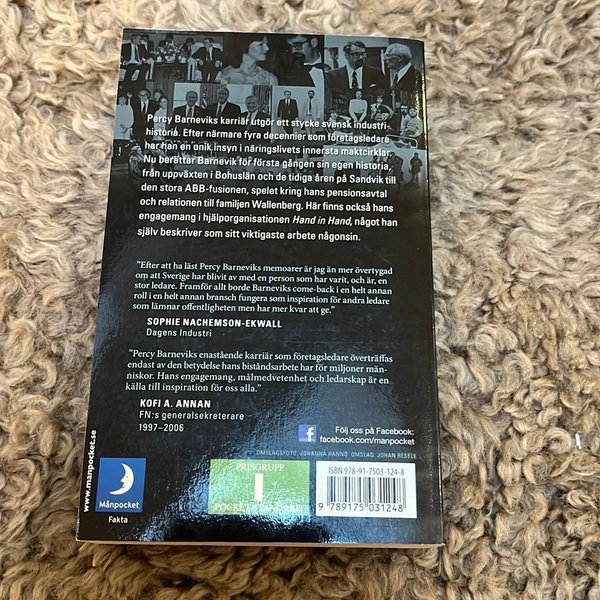 Percy Barneviks karriär utgör ett stycke svensk industri-
historia. Efter närmare fyra decennier som företagsledare
har han en unik insyn i näringslivets innersta maktcirklar.
Nu berättar Barnevik för första gången sin egen historia,
från uppväxten i Bohuslän och de tidiga åren på Sandvik till
den stora ABB-fusionen, spelet kring hans pensionsavtal
och relationen till familjen Wallenberg. Här finns också hans
engagemang i hjälporganisationen Hand in Hand, något han
själv beskriver som sitt viktigaste arbete någonsin.
"Efter att ha läst Percy Barneviks memoarer är jag än mer övertygad
om att Sverige har blivit av med en person som har varit, och är, en
stor ledare. Framför allt borde Barneviks come-back i en helt annan
roll i en helt annan bransch fungera som inspiration för andra ledare
som lämnar offentligheten men har mer kvar att ge."
SOPHIE NACHEMSON-EKWALL
Dagens Industri
"Percy Barneviks enastående karriär som företagsledare överträffas
endast av den betydelse hans biståndsarbete har för miljoner män-
niskor. Hans engagemang, målmedvetenhet och ledarskap är en
källa till inspiration för oss alla."
KOFI A. ANNAN
FN:s generalsekreterare
1997–2006
f
Följ oss på Facebook:
facebook.com/manpocket
OMSLAGSFOTO: JOHANNA HANNO OMSLAG: JOHAN RESELE
www.manpocket.se
Månpocket
Fakta
PRISGRUPP
1
POCKETSTANDARD
ISBN 978-91-7503-124-8
9 789175 031248